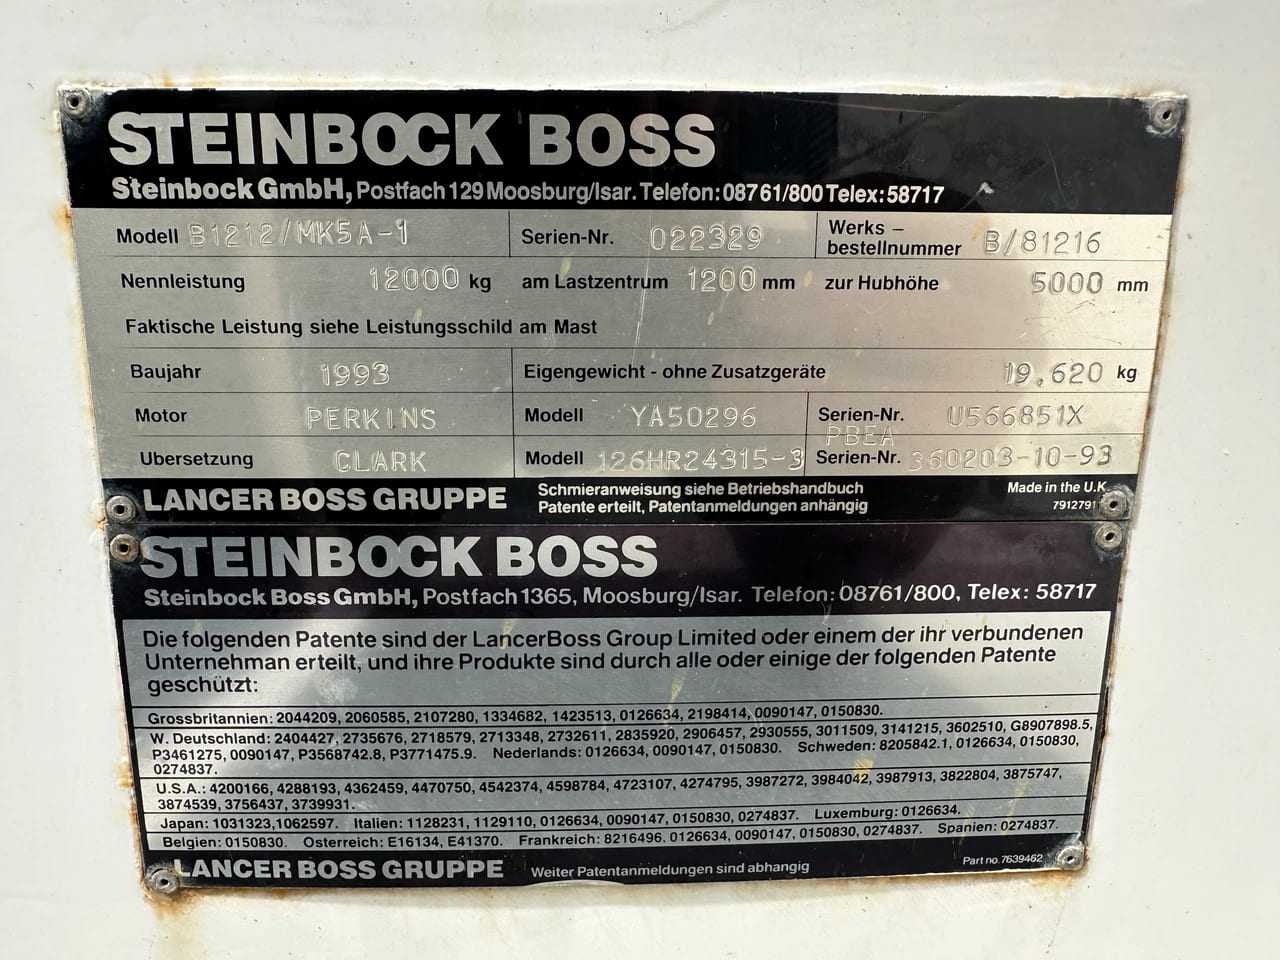 STEINBOCK BOSS
Steinbock GmbH, Postfach 129 Moosburg/Isar. Telefon: 08761/800 Telex: 58717
Modell B1212/MK5A-1 Serien-Nr. 022329 Werks-bestellnummer B/81216
Nennleistung 12000 kg am Lastzentrum 1200 mm zur Hubhöhe 5000 mm
Faktische Leistung siehe Leistungsschild am Mast
Baujahr 1993 Eigengewicht - ohne Zusatzgeräte 19.620 kg
Motor PERKINS Modell YA50296 Serien-Nr. U566851X
PBEA
Ubersetzung CLARK Modell 126HR24315-3 Serien-Nr. 360203-10-93
LANCER BOSS GRUPPE Schmieranweisung siehe Betriebshandbuch Made in the U.K.
Patente erteilt, Patentanmeldungen anhängig 7912791
STEINBOCK BOSS
Steinbock Boss GmbH, Postfach 1365, Moosburg/Isar. Telefon: 08761/800, Telex: 58717
Die folgenden Patente sind der LancerBoss Group Limited oder einem der ihr verbundenen
Unternehman erteilt, und ihre Produkte sind durch alle oder einige der folgenden Patente
geschützt:
Grossbritannien: 2044209, 2060585, 2107280, 1334682, 1423513, 0126634, 2198414, 0090147, 0150830.
W. Deutschland: 2404427, 2735676, 2718579, 2713348, 2732611, 2835920, 2906457, 2930555, 3011509, 3141215, 3602510, G8907898.5,
P3461275, 0090147, P3568742.8, P3771475.9. Nederlands: 0126634, 0090147, 0150830. Schweden: 8205842.1, 0126634, 0150830,
0274837.
U.S.A.: 4200166, 4288193, 4362459, 4470750, 4542374, 4598784, 4723107, 4274795, 3987272, 3984042, 3987913, 3822804, 3875747,
3874539, 3756437, 3739931.
Japan: 1031323,1062597. Italien: 1128231, 1129110, 0126634, 0090147, 0150830, 0274837. Luxemburg: 0126634.
Belgien: 0150830. Osterreich: E16134, E41370. Frankreich: 8216496, 0126634, 0090147, 0150830, 0274837. Spanien: 0274837.
LANCER BOSS GRUPPE Weiter Patentanmeldungen sind abhangig Part no. 7639462